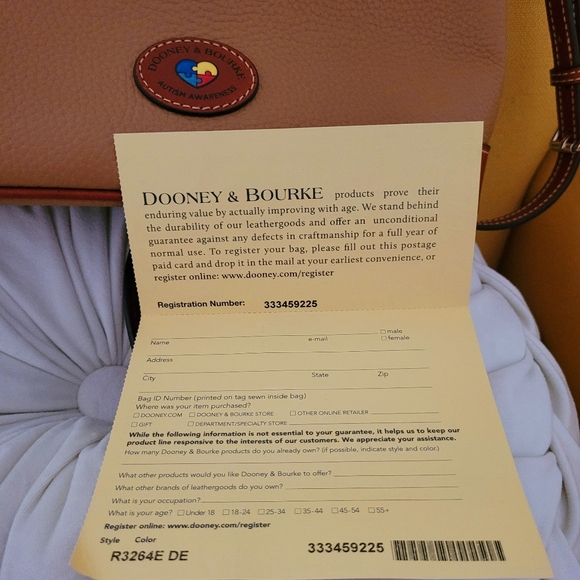 DOONEY & BOURKE
AUTISM AWARENESS
DOONEY & BOURKE products prove their
enduring value by actually improving with age. We stand behind
the durability of our leathergoods and offer an unconditional
guarantee against any defects in craftmanship for a full year of
normal use. To register your bag, please fill out this postage
paid card and drop it in the mail at your earliest convenience, or
register online: www.dooney.com/register
Registration Number: 333459225
□ male
Name e-mail □ female
Address
City State Zip
Bag ID Number (printed on tag sewn inside bag)
Where was your item purchased?
□ DOONEY.COM □ DOONEY & BOURKE STORE □ OTHER ONLINE RETAILER
□ GIFT □ DEPARTMENT/SPECIALTY STORE
While the following information is not essential to your guarantee, it helps us to keep our
product line responsive to the interests of our customers. We appreciate your assistance.
How many Dooney & Bourke products do you already own? (if possible, indicate style and color.)
What other products would you like Dooney & Bourke to offer?
What other brands of leathergoods do you own?
What is your occupation?
What is your age? □ Under 18 □ 18-24 □ 25-34 □ 35-44 □ 45-54 □ 55+
Register online: www.dooney.com/register
Style Color
R3264E DE 333459225